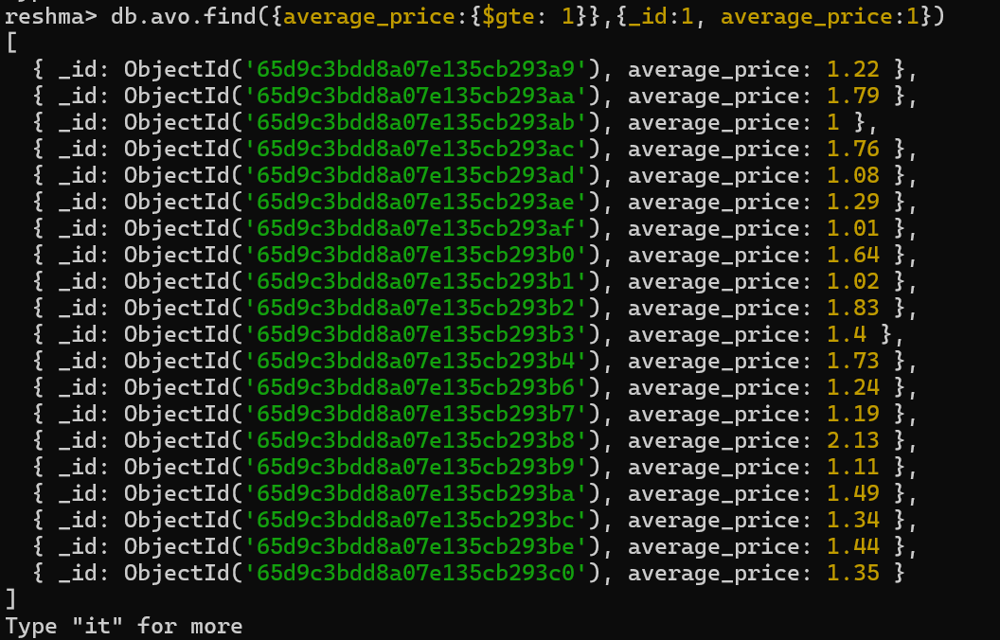 reshma> db.avo.find({average_price:{$gte: 1}},{_id:1, average_price:1})
[
  { _id: ObjectId('65d9c3bdd8a07e135cb293a9'), average_price: 1.22 },
  { _id: ObjectId('65d9c3bdd8a07e135cb293aa'), average_price: 1.79 },
  { _id: ObjectId('65d9c3bdd8a07e135cb293ab'), average_price: 1 },
  { _id: ObjectId('65d9c3bdd8a07e135cb293ac'), average_price: 1.76 },
  { _id: ObjectId('65d9c3bdd8a07e135cb293ad'), average_price: 1.08 },
  { _id: ObjectId('65d9c3bdd8a07e135cb293ae'), average_price: 1.29 },
  { _id: ObjectId('65d9c3bdd8a07e135cb293af'), average_price: 1.01 },
  { _id: ObjectId('65d9c3bdd8a07e135cb293b0'), average_price: 1.64 },
  { _id: ObjectId('65d9c3bdd8a07e135cb293b1'), average_price: 1.02 },
  { _id: ObjectId('65d9c3bdd8a07e135cb293b2'), average_price: 1.83 },
  { _id: ObjectId('65d9c3bdd8a07e135cb293b3'), average_price: 1.4 },
  { _id: ObjectId('65d9c3bdd8a07e135cb293b4'), average_price: 1.73 },
  { _id: ObjectId('65d9c3bdd8a07e135cb293b6'), average_price: 1.24 },
  { _id: ObjectId('65d9c3bdd8a07e135cb293b7'), average_price: 1.19 },
  { _id: ObjectId('65d9c3bdd8a07e135cb293b8'), average_price: 2.13 },
  { _id: ObjectId('65d9c3bdd8a07e135cb293b9'), average_price: 1.11 },
  { _id: ObjectId('65d9c3bdd8a07e135cb293ba'), average_price: 1.49 },
  { _id: ObjectId('65d9c3bdd8a07e135cb293bc'), average_price: 1.34 },
  { _id: ObjectId('65d9c3bdd8a07e135cb293be'), average_price: 1.44 },
  { _id: ObjectId('65d9c3bdd8a07e135cb293c0'), average_price: 1.35 }
]
Type "it" for more